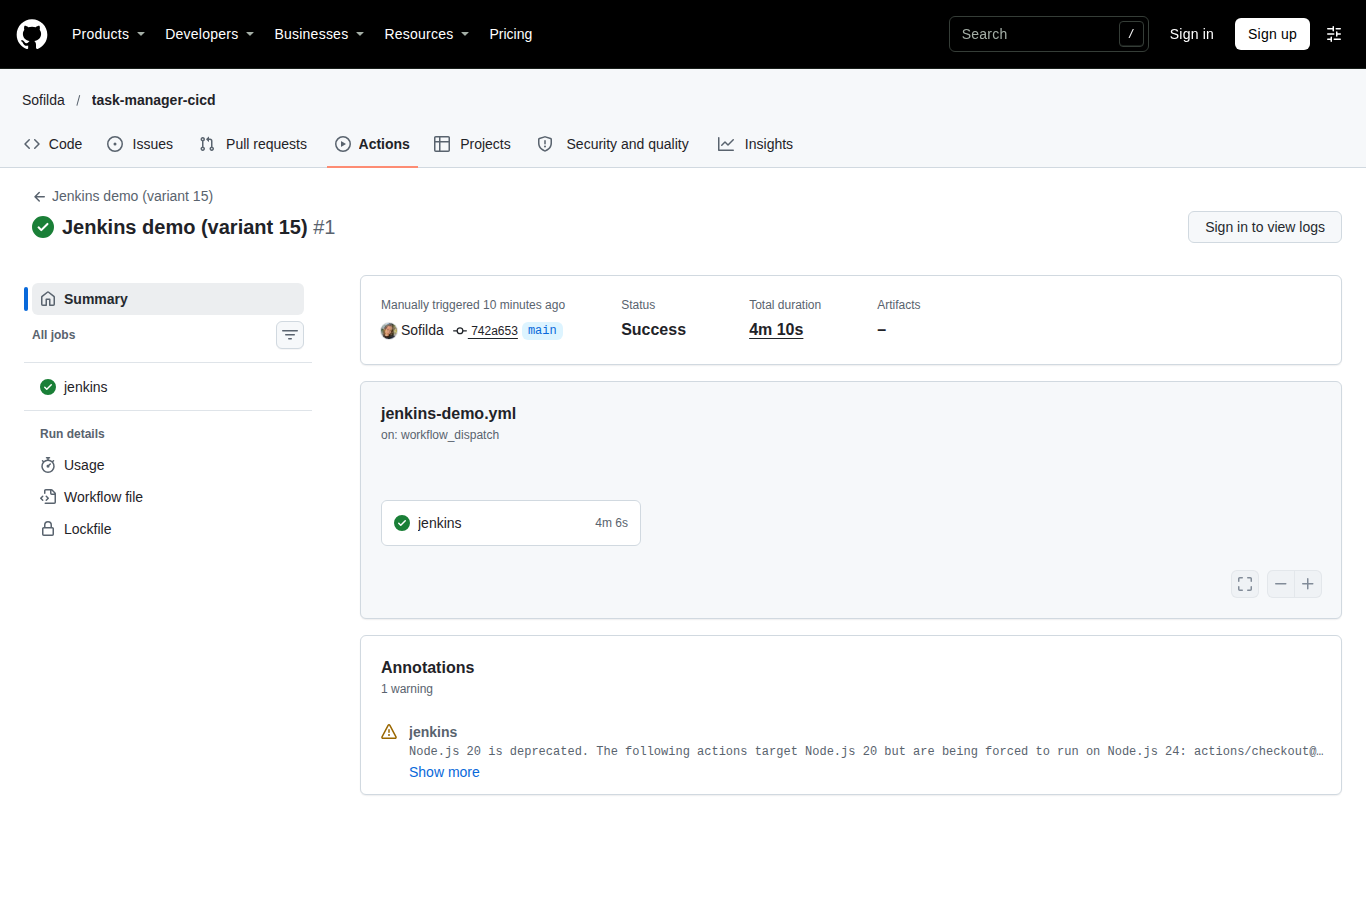 Products Developers Businesses Resources Pricing Search / Sign in Sign up
Sofilda / task-manager-cicd
Code Issues Pull requests Actions Projects Security and quality Insights
Jenkins demo (variant 15)
Jenkins demo (variant 15) #1
Sign in to view logs
Summary
All jobs
jenkins
Run details
Usage
Workflow file
Lockfile
Manually triggered 10 minutes ago Status Total duration Artifacts
Sofilda 742a653 main Success 4m 10s –
jenkins-demo.yml
on: workflow_dispatch
jenkins 4m 6s
Annotations
1 warning
jenkins
Node.js 20 is deprecated. The following actions target Node.js 20 but are being forced to run on Node.js 24: actions/checkout@…
Show more